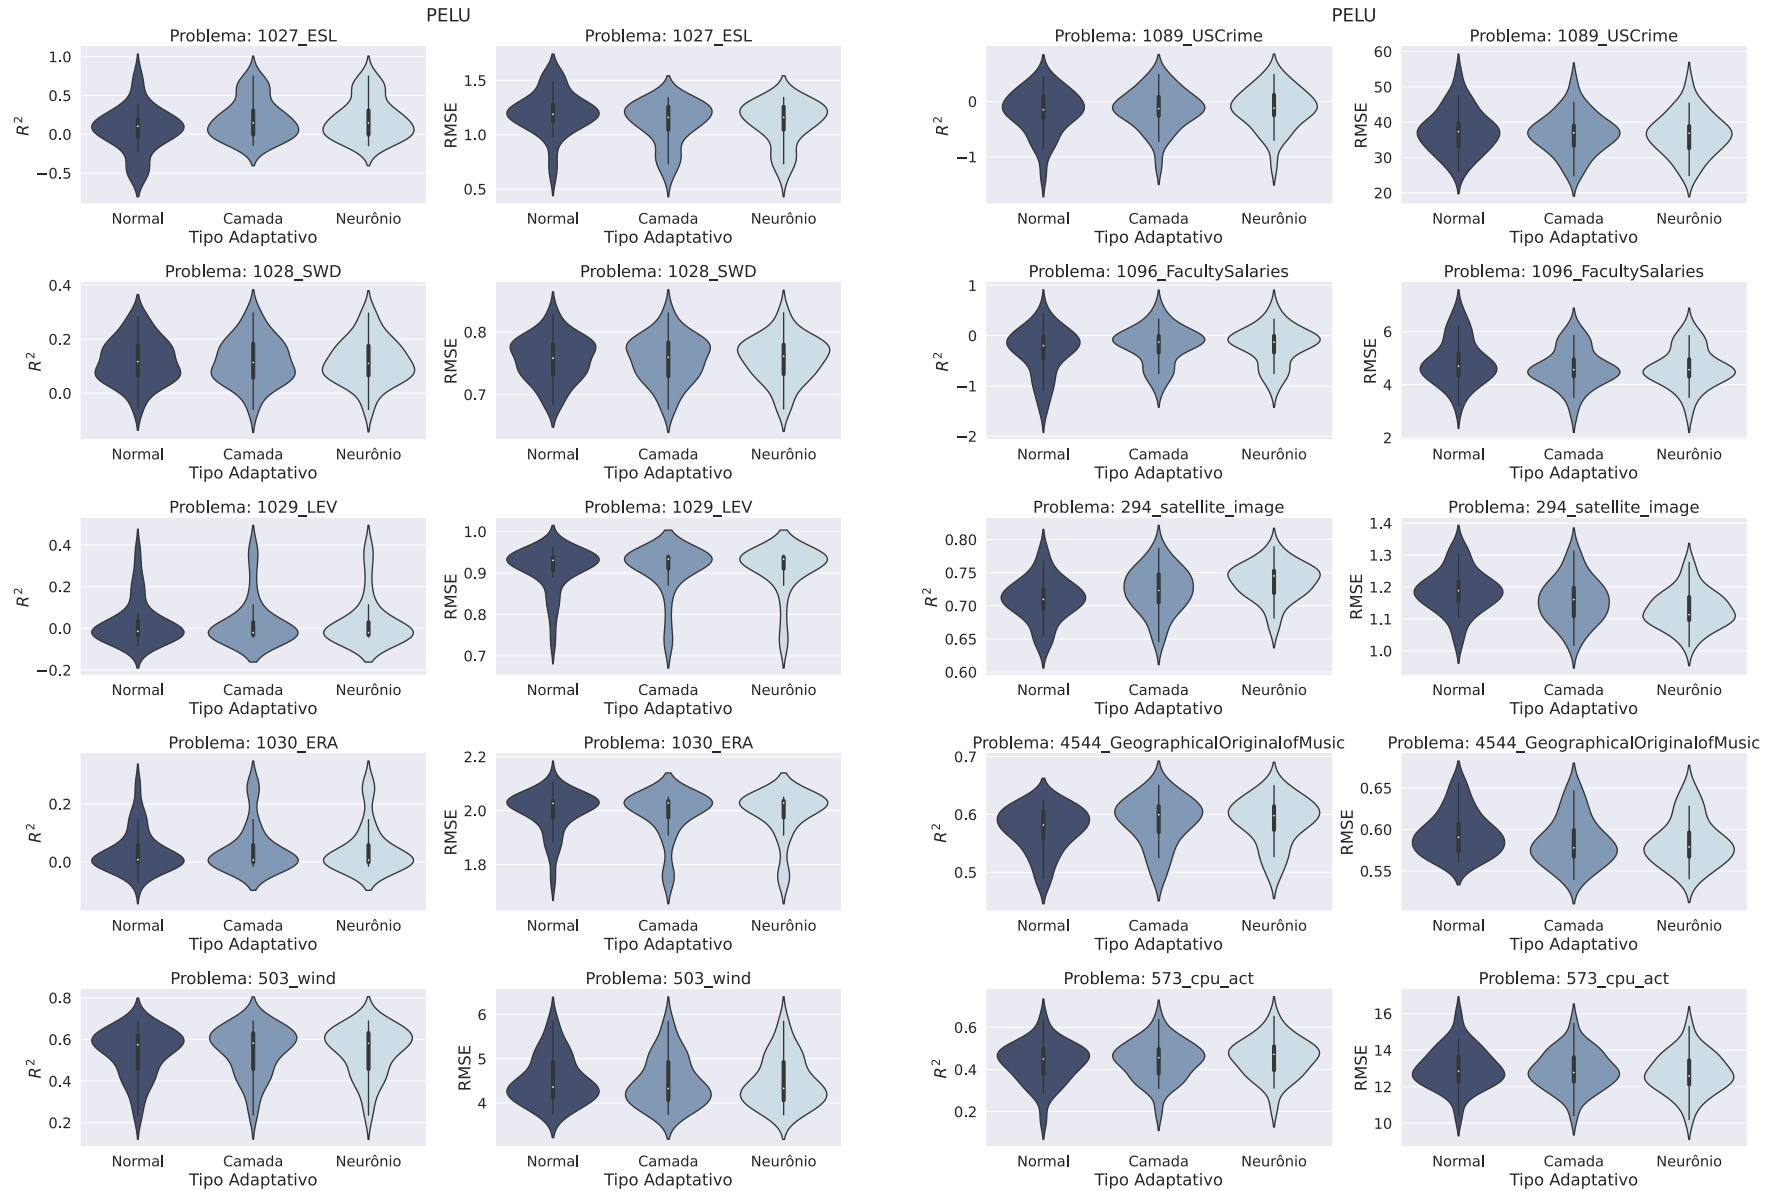 PELU
PELU
Problema: 1027_ESL
Problema: 1027_ESL
Problema: 1089_USCrime
Problema: 1089_USCrime
R²
1.0
0.5
0.0
−0.5
RMSE
1.5
1.0
0.5
R²
0
−1
RMSE
60
50
40
30
20
Normal Camada Neurônio
Normal Camada Neurônio
Normal Camada Neurônio
Normal Camada Neurônio
Tipo Adaptativo
Tipo Adaptativo
Tipo Adaptativo
Tipo Adaptativo
Problema: 1028_SWD
Problema: 1028_SWD
Problema: 1096_FacultySalaries
Problema: 1096_FacultySalaries
R²
0.4
0.2
0.0
RMSE
0.8
0.7
R²
1
0
−1
−2
RMSE
6
4
2
Normal Camada Neurônio
Normal Camada Neurônio
Normal Camada Neurônio
Normal Camada Neurônio
Tipo Adaptativo
Tipo Adaptativo
Tipo Adaptativo
Tipo Adaptativo
Problema: 1029_LEV
Problema: 1029_LEV
Problema: 294_satellite_image
Problema: 294_satellite_image
R²
0.4
0.2
0.0
−0.2
RMSE
1.0
0.9
0.8
0.7
R²
0.80
0.75
0.70
0.65
0.60
RMSE
1.4
1.3
1.2
1.1
1.0
Normal Camada Neurônio
Normal Camada Neurônio
Normal Camada Neurônio
Normal Camada Neurônio
Tipo Adaptativo
Tipo Adaptativo
Tipo Adaptativo
Tipo Adaptativo
Problema: 1030_ERA
Problema: 1030_ERA
Problema: 4544_GeographicalOriginalofMusic
Problema: 4544_GeographicalOriginalofMusic
R²
0.2
0.0
RMSE
2.2
2.0
1.8
R²
0.7
0.6
0.5
RMSE
0.65
0.60
0.55
Normal Camada Neurônio
Normal Camada Neurônio
Normal Camada Neurônio
Normal Camada Neurônio
Tipo Adaptativo
Tipo Adaptativo
Tipo Adaptativo
Tipo Adaptativo
Problema: 503_wind
Problema: 503_wind
Problema: 573_cpu_act
Problema: 573_cpu_act
R²
0.8
0.6
0.4
0.2
RMSE
6
5
4
R²
0.6
0.4
0.2
RMSE
16
14
12
10
Normal Camada Neurônio
Normal Camada Neurônio
Normal Camada Neurônio
Normal Camada Neurônio
Tipo Adaptativo
Tipo Adaptativo
Tipo Adaptativo
Tipo Adaptativo